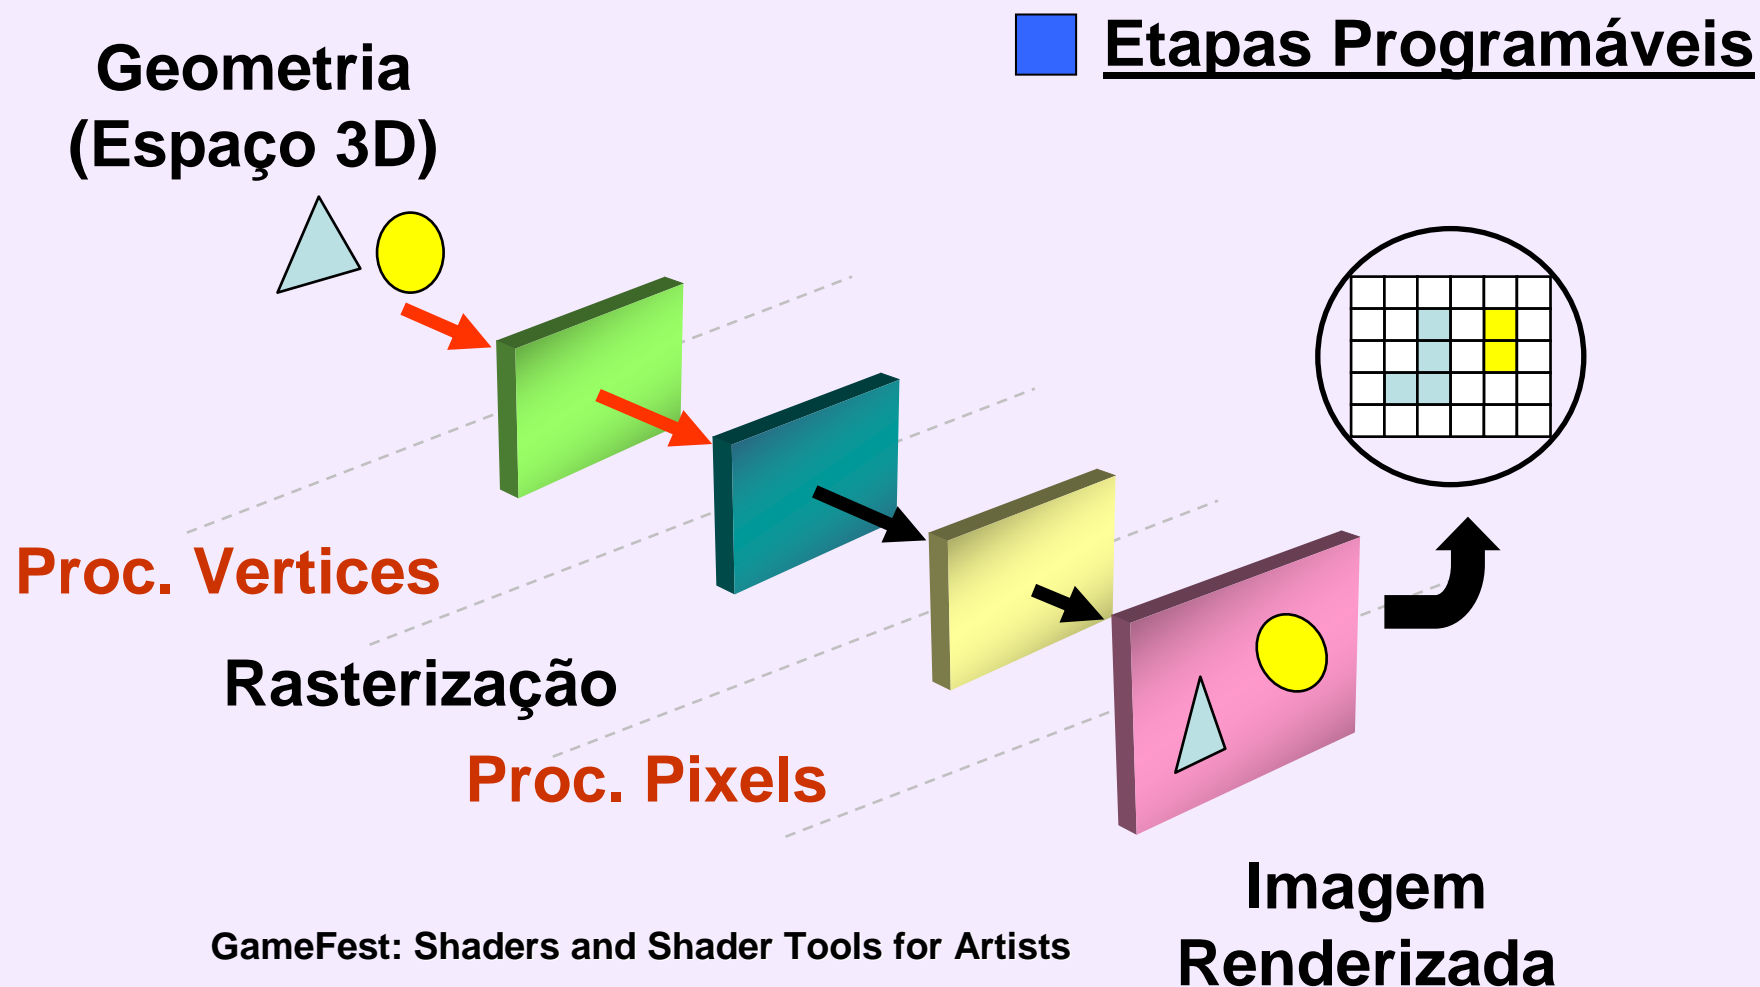 Etapas Programáveis
Geometria
(Espaço 3D)
Proc. Vertices
Rasterização
Proc. Pixels
Imagem
Renderizada
GameFest: Shaders and Shader Tools for Artists